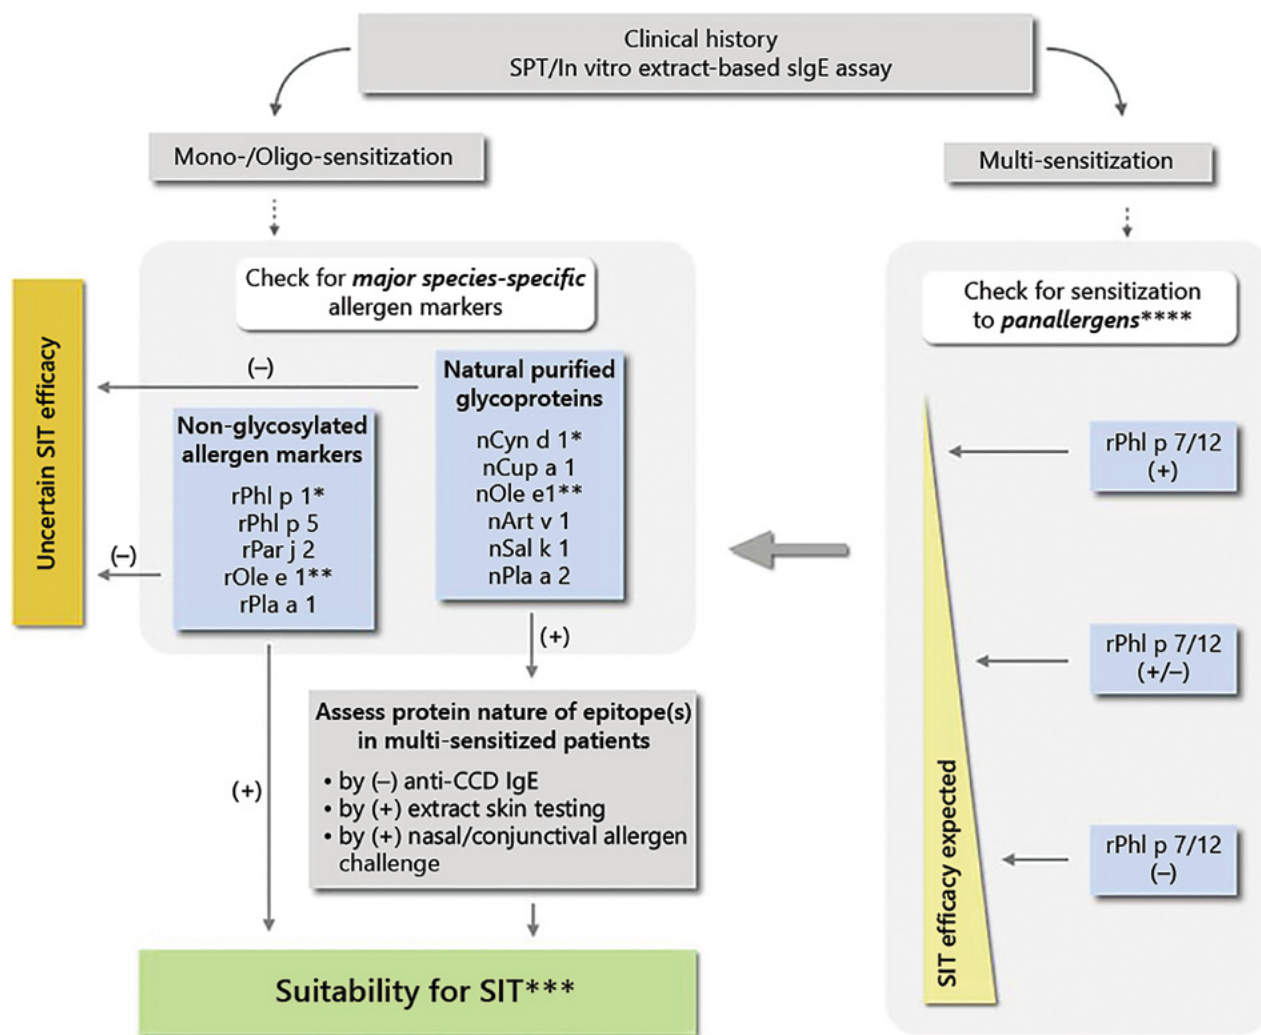 Clinical history
SPT/In vitro extract-based sIgE assay
Mono-/Oligo-sensitization
Multi-sensitization
Check for major species-specific
allergen markers
Uncertain SIT efficacy
(–)
Natural purified
glycoproteins
nCyn d 1*
nCup a 1
nOle e1**
nArt v 1
nSal k 1
nPla a 2
Non-glycosylated
allergen markers
rPhl p 1*
rPhl p 5
rPar j 2
rOle e 1**
rPla a 1
(–)
(+)
(+)
Assess protein nature of epitope(s)
in multi-sensitized patients
• by (–) anti-CCD IgE
• by (+) extract skin testing
• by (+) nasal/conjunctival allergen
challenge
Suitability for SIT***
Check for sensitization
to panallergens****
rPhl p 7/12
(+)
rPhl p 7/12
(+/–)
rPhl p 7/12
(–)
SIT efficacy expected